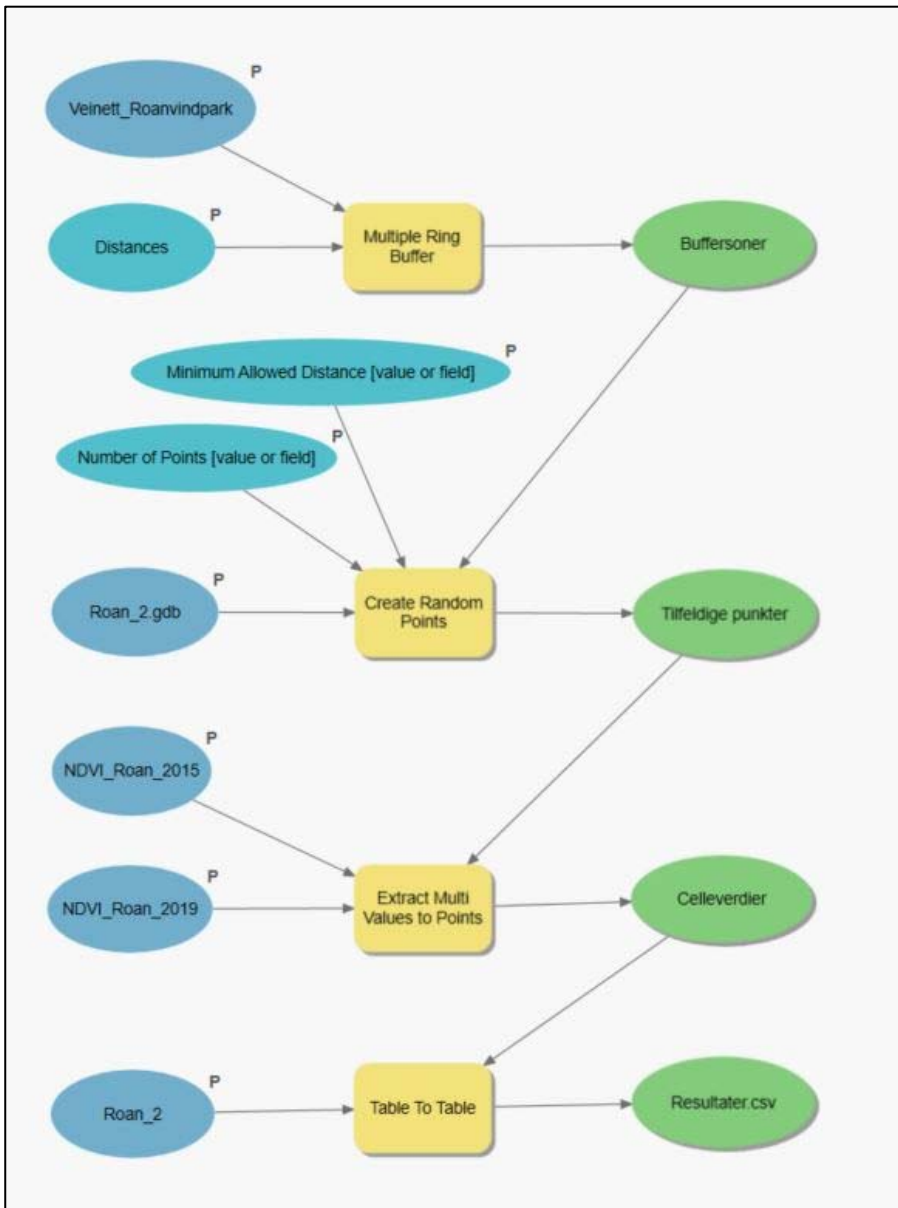 P
Veinett_Roanvindpark
P
Distances
Multiple Ring
Buffer
Buffersoner
P
Minimum Allowed Distance [value or field]
P
Number of Points [value or field]
P
Roan_2.gdb
Create Random
Points
Tilfeldige punkter
P
NDVI_Roan_2015
P
NDVI_Roan_2019
Extract Multi
Values to Points
Celleverdier
P
Roan_2
Table To Table
Resultater.csv